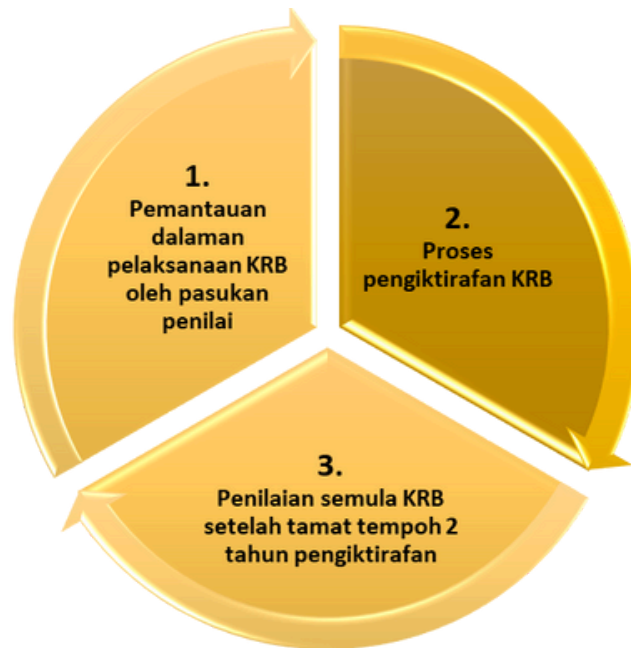 1.
Pemantauan
dalaman
pelaksanaan KRB
oleh pasukan
penilai
2.
Proses
pengiktirafan KRB
3.
Penilaian semula KRB
setelah tamat tempoh 2
tahun pengiktirafan